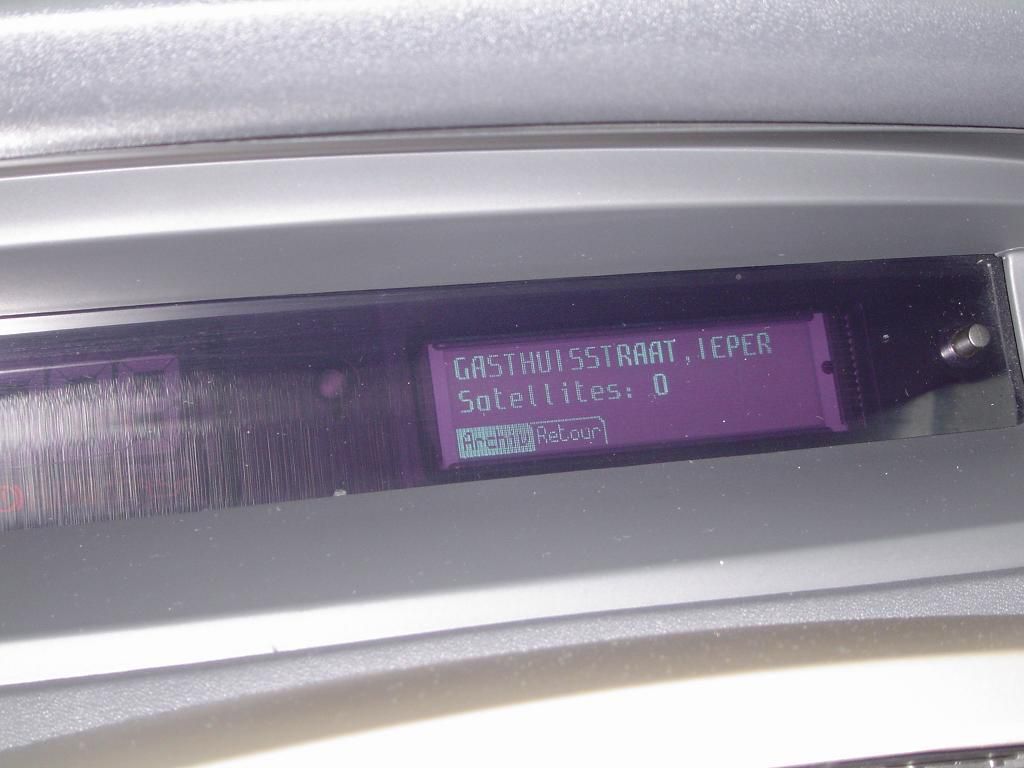 GASTHUISSTRAAT,IEPER
Satellites: 0
Archiv Retour